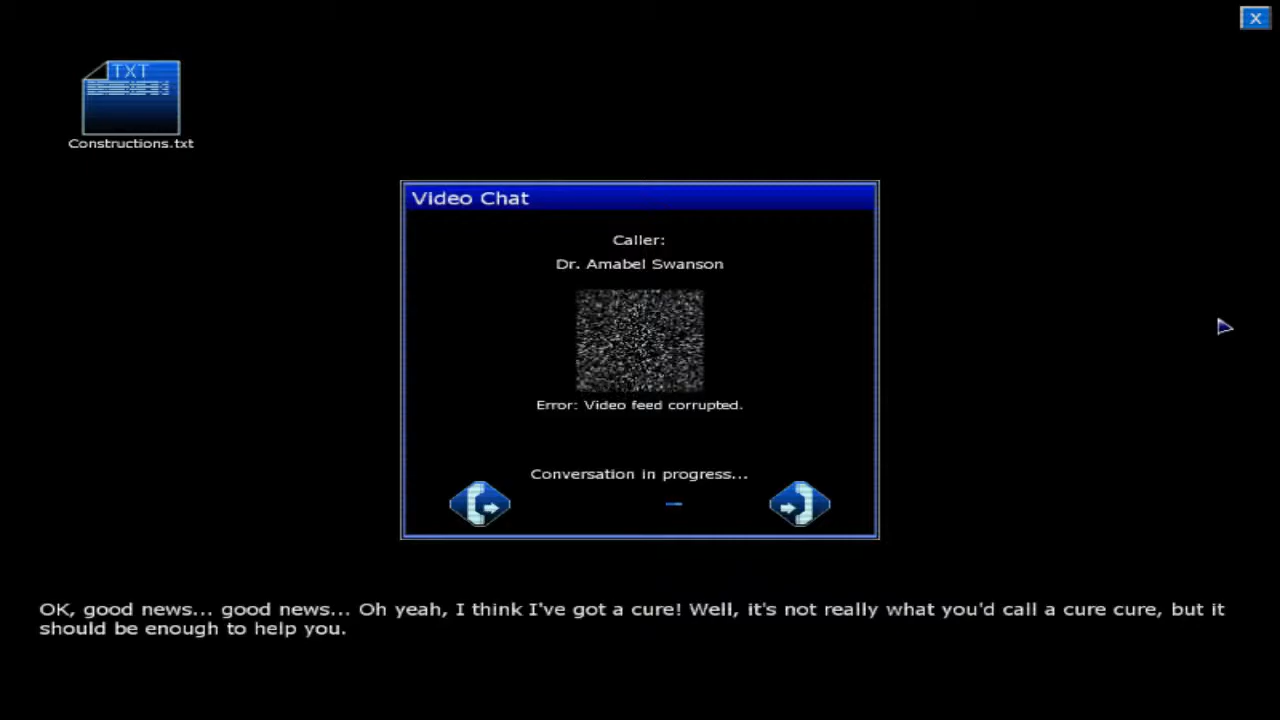 X
TXT
Constructions.txt
Video Chat
Caller:
Dr. Amabel Swanson
Error: Video feed corrupted.
Conversation in progress...
OK, good news... good news... Oh yeah, I think I've got a cure! Well, it's not really what you'd call a cure cure, but it
should be enough to help you.